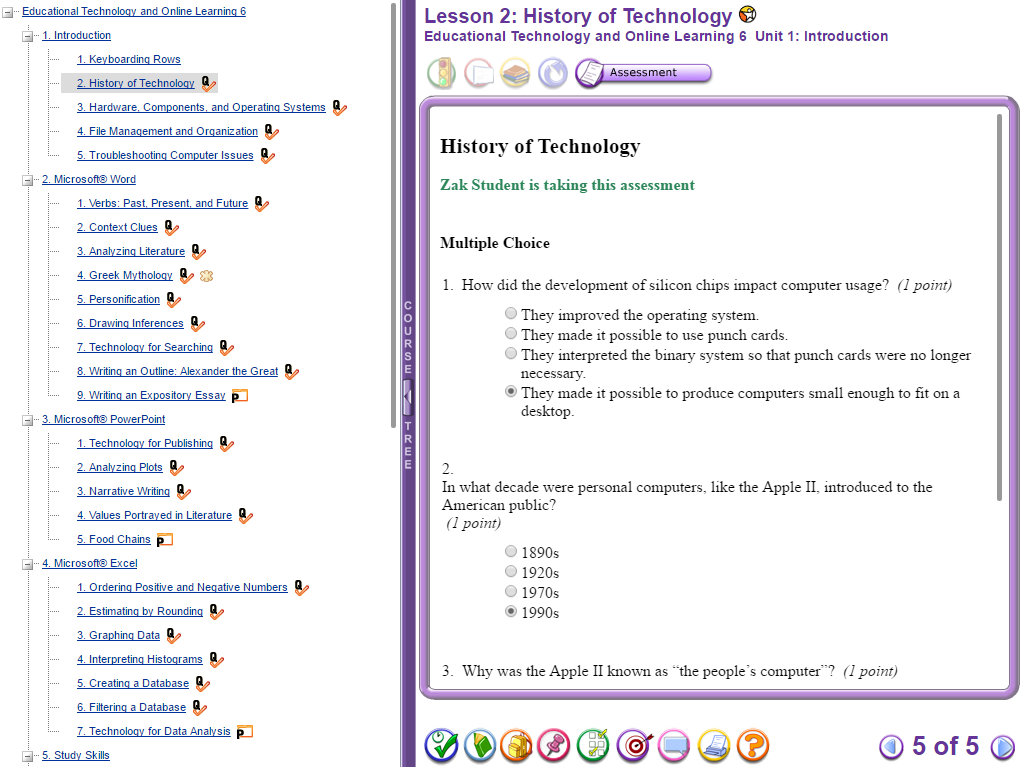 Educational Technology and Online Learning 6
1. Introduction
1. Keyboarding Rows
2. History of Technology
3. Hardware, Components, and Operating Systems
4. File Management and Organization
5. Troubleshooting Computer Issues
2. Microsoft® Word
1. Verbs: Past, Present, and Future
2. Context Clues
3. Analyzing Literature
4. Greek Mythology
5. Personification
6. Drawing Inferences
7. Technology for Searching
8. Writing an Outline: Alexander the Great
9. Writing an Expository Essay
3. Microsoft® PowerPoint
1. Technology for Publishing
2. Analyzing Plots
3. Narrative Writing
4. Values Portrayed in Literature
5. Food Chains
4. Microsoft® Excel
1. Ordering Positive and Negative Numbers
2. Estimating by Rounding
3. Graphing Data
4. Interpreting Histograms
5. Creating a Database
6. Filtering a Database
7. Technology for Data Analysis
5. Study Skills
COURSE TREE
Lesson 2: History of Technology
Educational Technology and Online Learning 6 Unit 1: Introduction
Assessment
History of Technology
Zak Student is taking this assessment
Multiple Choice
1. How did the development of silicon chips impact computer usage? (1 point)
They improved the operating system.
They made it possible to use punch cards.
They interpreted the binary system so that punch cards were no longer
necessary.
They made it possible to produce computers small enough to fit on a
desktop.
2.
In what decade were personal computers, like the Apple II, introduced to the
American public?
(1 point)
1890s
1920s
1970s
1990s
3. Why was the Apple II known as “the people’s computer”? (1 point)
5 of 5